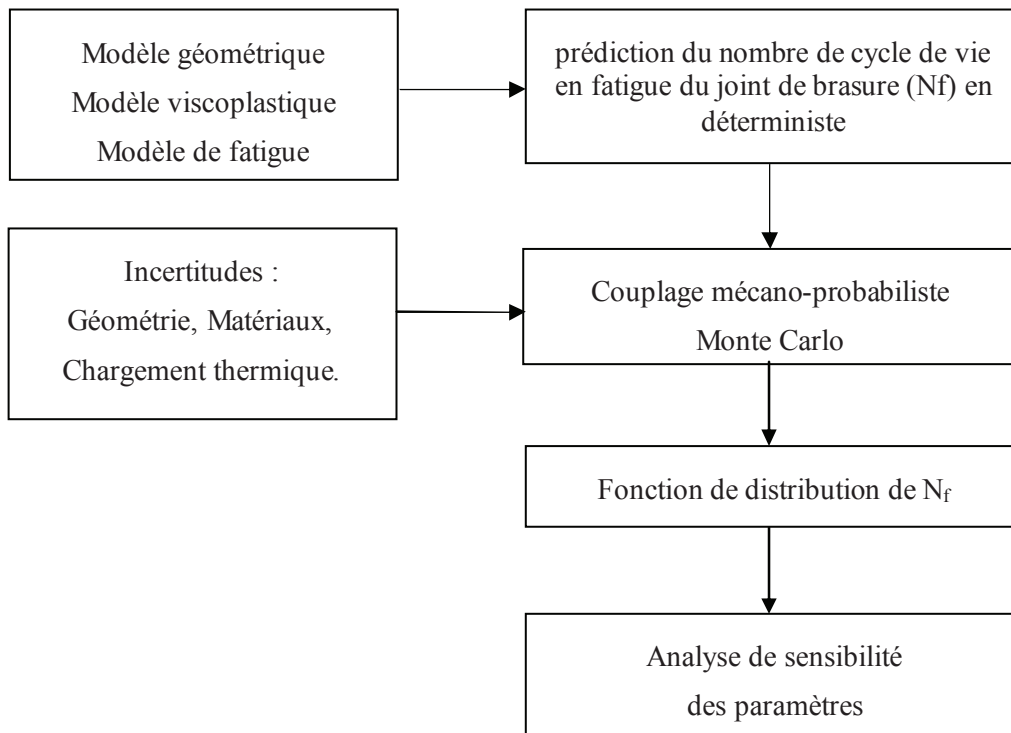 Modèle géométrique
Modèle viscoplastique
Modèle de fatigue
prédiction du nombre de cycle de vie
en fatigue du joint de brasure (Nf) en
déterministe
Incertitudes :
Géométrie, Matériaux,
Chargement thermique.
Couplage mécano-probabiliste
Monte Carlo
Fonction de distribution de Nf
Analyse de sensibilité
des paramètres